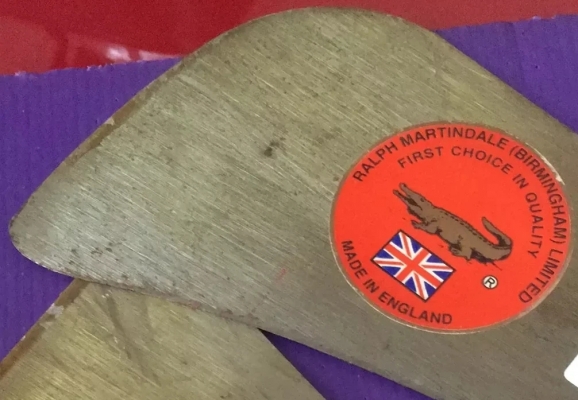 RALPH MARTINDALE (BIRMINGHAM) LIMITED
FIRST CHOICE IN QUALITY
®
MADE IN ENGLAND